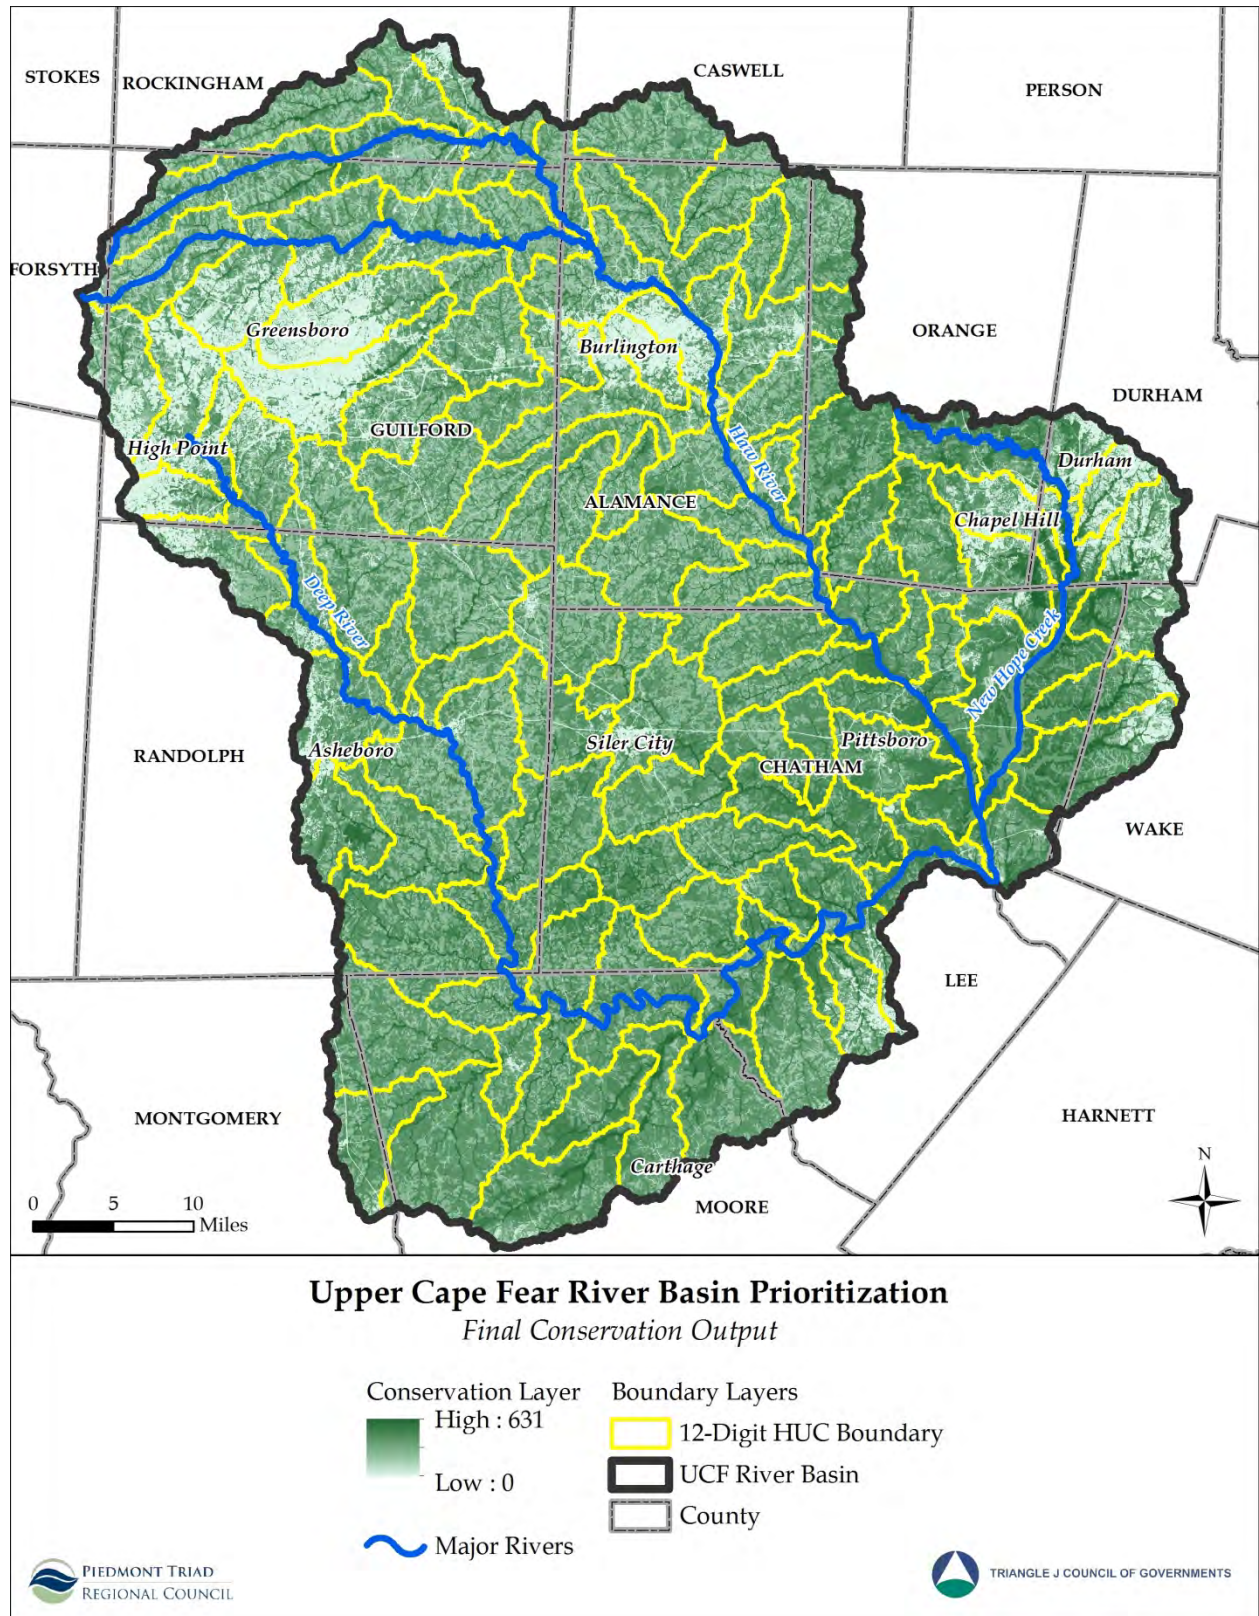 STOKES
ROCKINGHAM
CASWELL
PERSON
FORSYTH
Greensboro
Burlington
ORANGE
DURHAM
High Point
GUILFORD
Haw River
Durham
ALAMANCE
Chapel Hill
Deep River
New Hope Creek
RANDOLPH
Asheboro
Siler City
Pittsboro
CHATHAM
WAKE
LEE
MONTGOMERY
HARNETT
Carthage
MOORE
N
0 5 10
Miles
Upper Cape Fear River Basin Prioritization
Final Conservation Output
Conservation Layer
High : 631
Low : 0
Major Rivers
Boundary Layers
12-Digit HUC Boundary
UCF River Basin
County
PIEDMONT TRIAD
REGIONAL COUNCIL
TRIANGLE J COUNCIL OF GOVERNMENTS